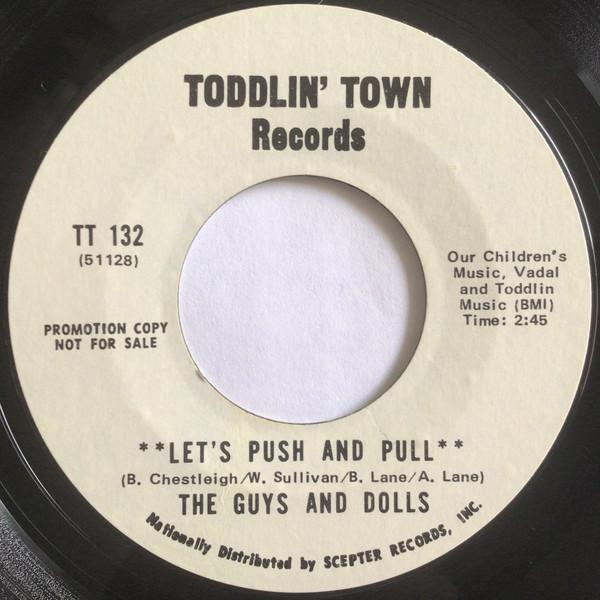 TODDLIN' TOWN
Records
TT 132
(51128)
PROMOTION COPY
NOT FOR SALE
Our Children's
Music, Vadal
and Toddlin
Music (BMI)
Time: 2:45
**LET'S PUSH AND PULL**
(B. Chestleigh/W. Sullivan/B. Lane/A. Lane)
THE GUYS AND DOLLS
Nationally Distributed by SCEPTER RECORDS, INC.